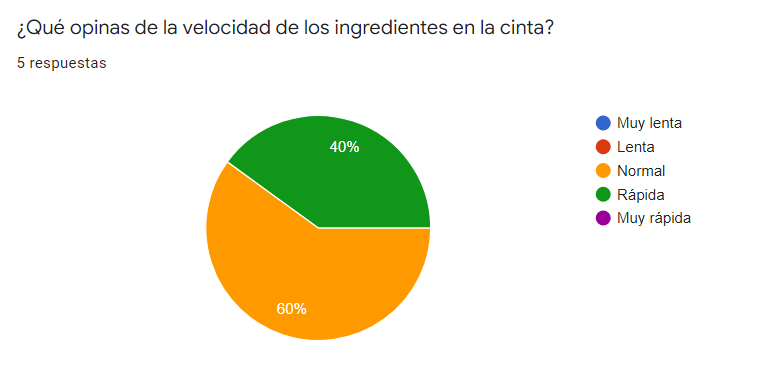 ¿Qué opinas de la velocidad de los ingredientes en la cinta?
5 respuestas
40%
60%
Muy lenta
Lenta
Normal
Rápida
Muy rápida